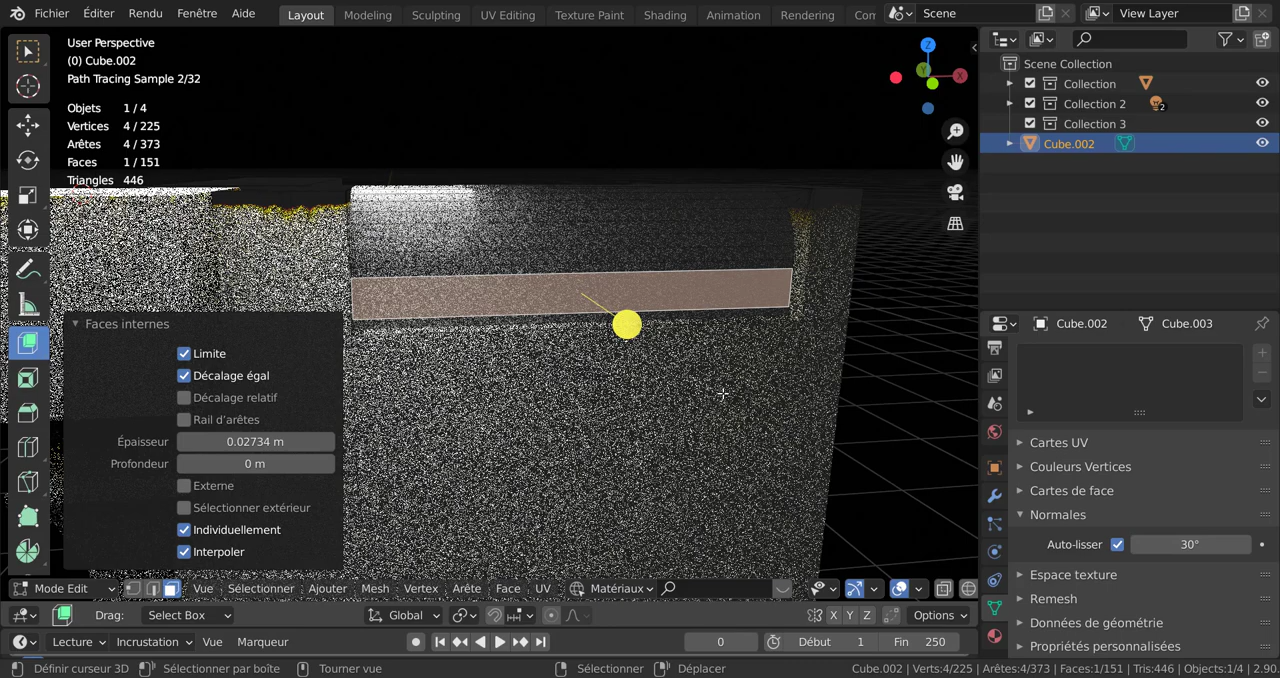 Fichier Éditer Rendu Fenêtre Aide Layout Modeling Sculpting UV Editing Texture Paint Shading Animation Rendering Scene View Layer
User Perspective
(0) Cube.002
Path Tracing Sample 2/32
Objets 1 / 4
Vertices 4 / 225
Arêtes 4 / 373
Faces 1 / 151
Triangles 446
Z
Y
X
Scene Collection
Collection
Collection 2 2
Collection 3
Cube.002
Faces internes
Limite
Décalage égal
Décalage relatif
Rail d'arêtes
Épaisseur 0.02734 m
Profondeur 0 m
Externe
Sélectionner extérieur
Individuellement
Interpoler
Cube.002 Cube.003
Cartes UV
Couleurs Vertices
Cartes de face
Normales
Auto-lisser 30°
Espace texture
Remesh
Données de géométrie
Propriétés personnalisées
Mode Edit Vue Sélectionner Ajouter Mesh Vertex Arête Face UV Matériaux
Drag: Select Box Global X Y Z Options
Lecture Incrustation Vue Marqueur 0 Début 1 Fin 250
Définir curseur 3D Sélectionner par boîte Tourner vue Sélectionner Déplacer Cube.002 | Verts:4/225 | Arêtes:4/373 | Faces:1/151 | Tris:446 | Objects:1/4 | 2.90.